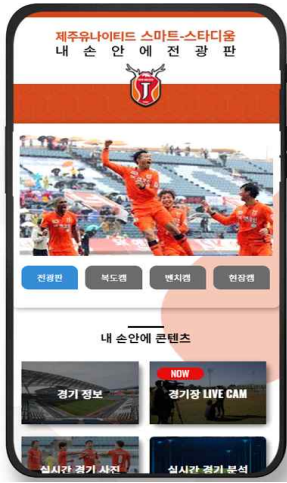 제주유나이티드 스마트-스타디움
내 손 안에 전광판
J
전광판 복도캠 벤치캠 현장캠
내 손안에 콘텐츠
NOW
경기 정보 경기장 LIVE CAM
실시간 경기 사진 실시간 경기 분석